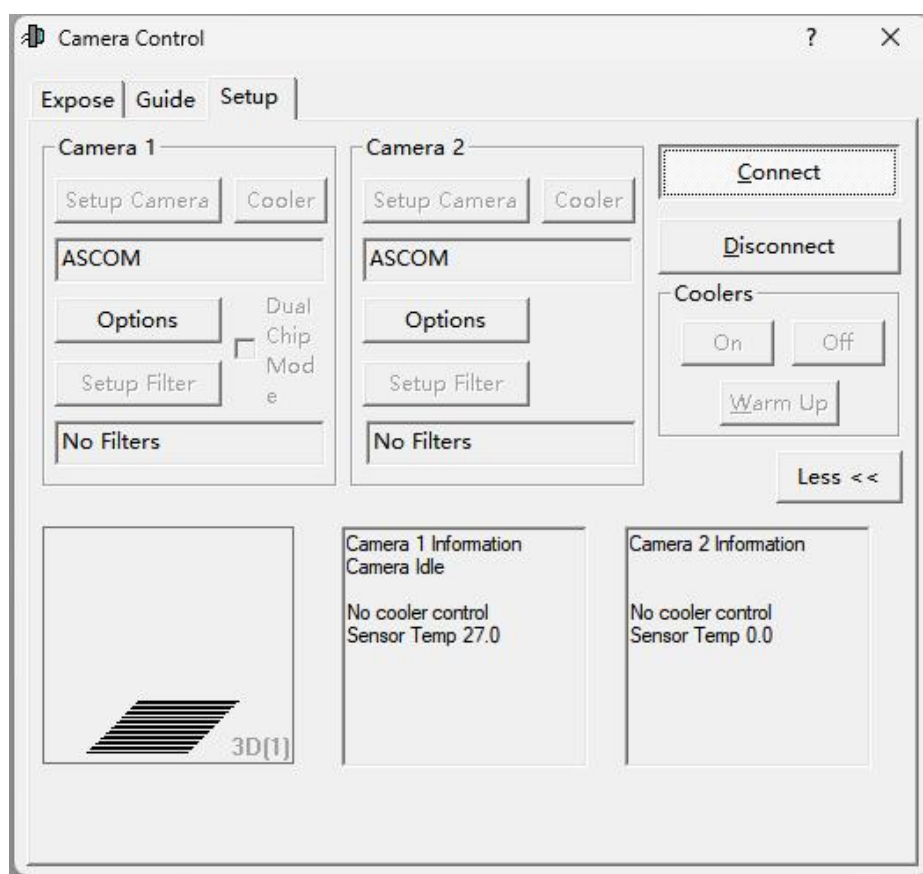 Camera Control
?
Expose
Guide
Setup
Camera 1
Setup Camera
Cooler
ASCOM
Options
Dual
Chip
Mod
e
Setup Filter
No Filters
Camera 2
Setup Camera
Cooler
ASCOM
Options
Setup Filter
No Filters
Connect
Disconnect
Coolers
On
Off
Warm Up
Less <<
3D(1)
Camera 1 Information
Camera Idle
No cooler control
Sensor Temp 27.0
Camera 2 Information
No cooler control
Sensor Temp 0.0